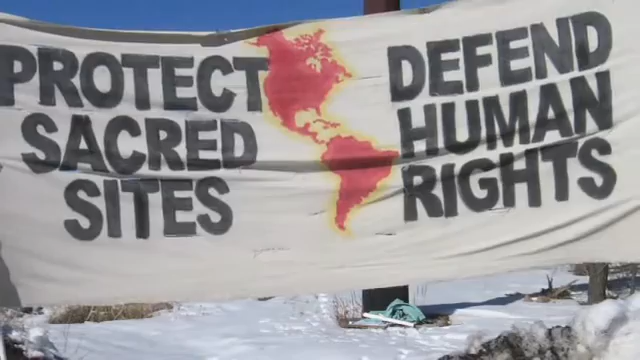 PROTECT
SACRED
SITES
DEFEND
HUMAN
RIGHTS